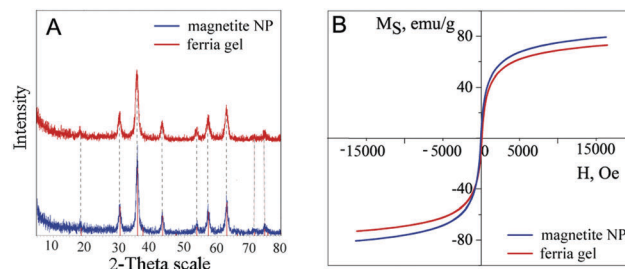 A
magnetite NP
ferria gel
Intensity
10 20 30 40 50 60 70 80
2-Theta scale
B
MS, emu/g
80
40
-15000 -5000 0 5000 15000
H, Oe
-40
-80
magnetite NP
ferria gel